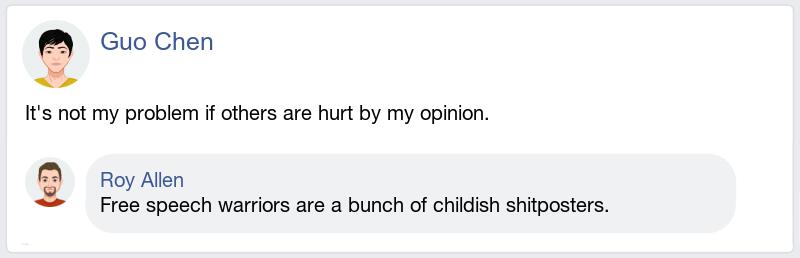 Guo Chen
It's not my problem if others are hurt by my opinion.
Roy Allen
Free speech warriors are a bunch of childish shitposters.